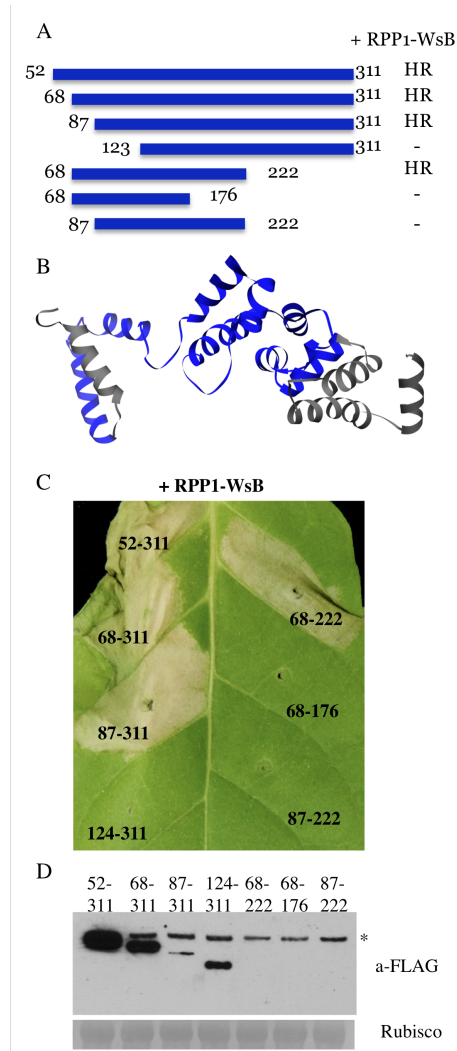 A
+ RPP1-WsB
52 311 HR
68 311 HR
87 311 HR
123 311 -
68 222 HR
68 176 -
87 222 -
B
C
+ RPP1-WsB
52-311
68-222
68-311
68-176
87-311
87-222
124-311
D
52- 68- 87- 124- 68- 68- 87-
311 311 311 311 222 176 222
*
a-FLAG
Rubisco